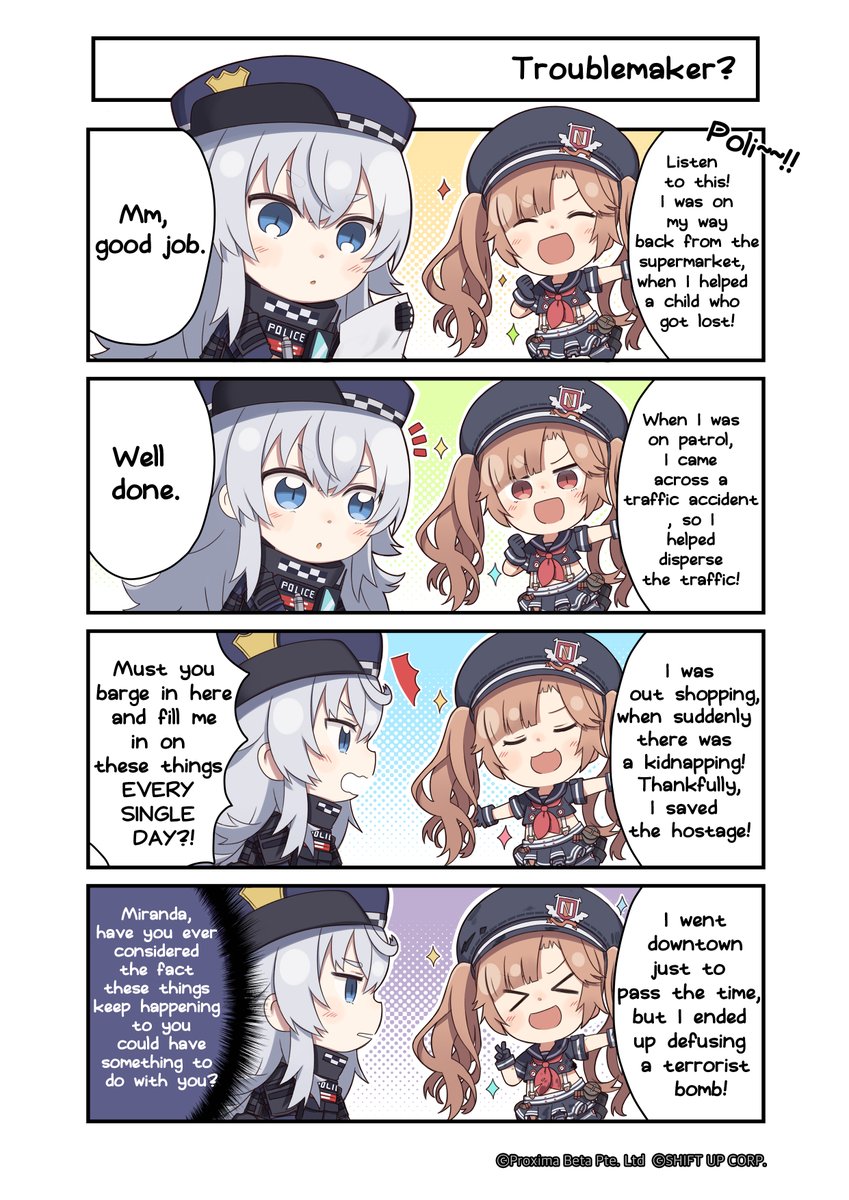 Troublemaker?
Poli~~!!
Listen
to this!
I was on
my way
back from the
supermarket,
when I helped
a child who
got lost!
Mm,
good job.
POLICE
N
When I was
on patrol,
I came
across a
traffic accident
, so I
helped
disperse
the traffic!
Well
done.
POLICE
N
I was
out shopping,
when suddenly
there was
a kidnapping!
Thankfully,
I saved
the hostage!
Must you
barge in here
and fill me
in on
these things
EVERY
SINGLE
DAY?!
POLIC
N
I went
downtown
just to
pass the time,
but I ended
up defusing
a terrorist
bomb!
Miranda,
have you ever
considered
the fact
these things
keep happening
to you
could have
something to
do with you?
POLIC
N
©Proxima Beta Pte. Ltd ©SHIFT UP CORP.